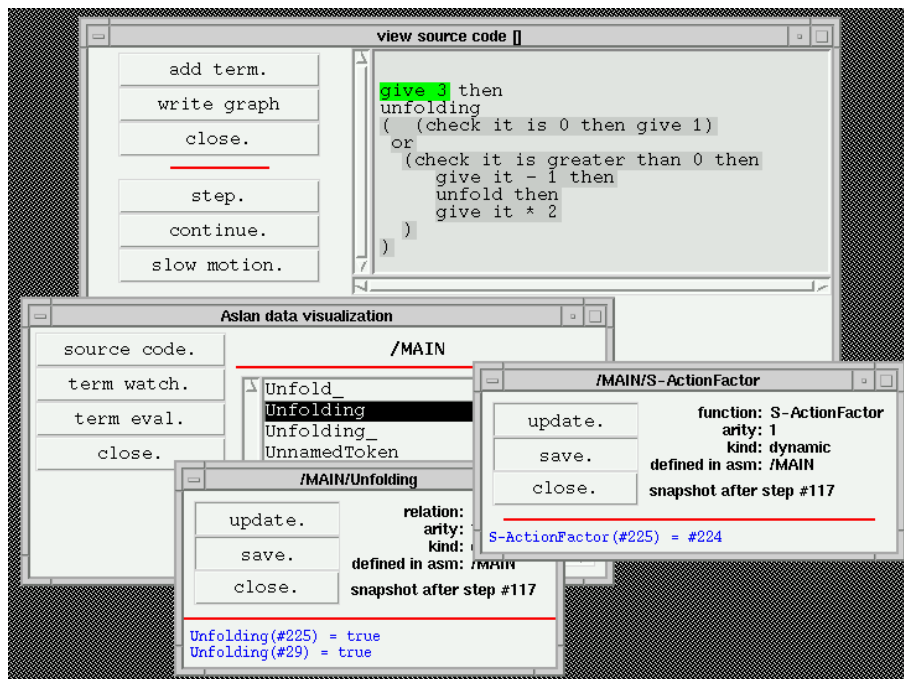 view source code []
add term.
write graph
close.
step.
continue.
slow motion.
give 3 then
unfolding
(  (check it is 0 then give 1)
or
(check it is greater than 0 then
give it - 1 then
unfold then
give it * 2
)
)
Aslan data visualization
source code.
term watch.
term eval.
close.
/MAIN
Unfold_
Unfolding
Unfolding_
UnnamedToken
/MAIN/S-ActionFactor
update.
save.
close.
function: S-ActionFactor
arity: 1
kind: dynamic
defined in asm: /MAIN
snapshot after step #117
S-ActionFactor(#225) = #224
/MAIN/Unfolding
update.
save.
close.
relation:
arity:
kind:
defined in asm: /MAIN
snapshot after step #117
Unfolding(#225) = true
Unfolding(#29) = true